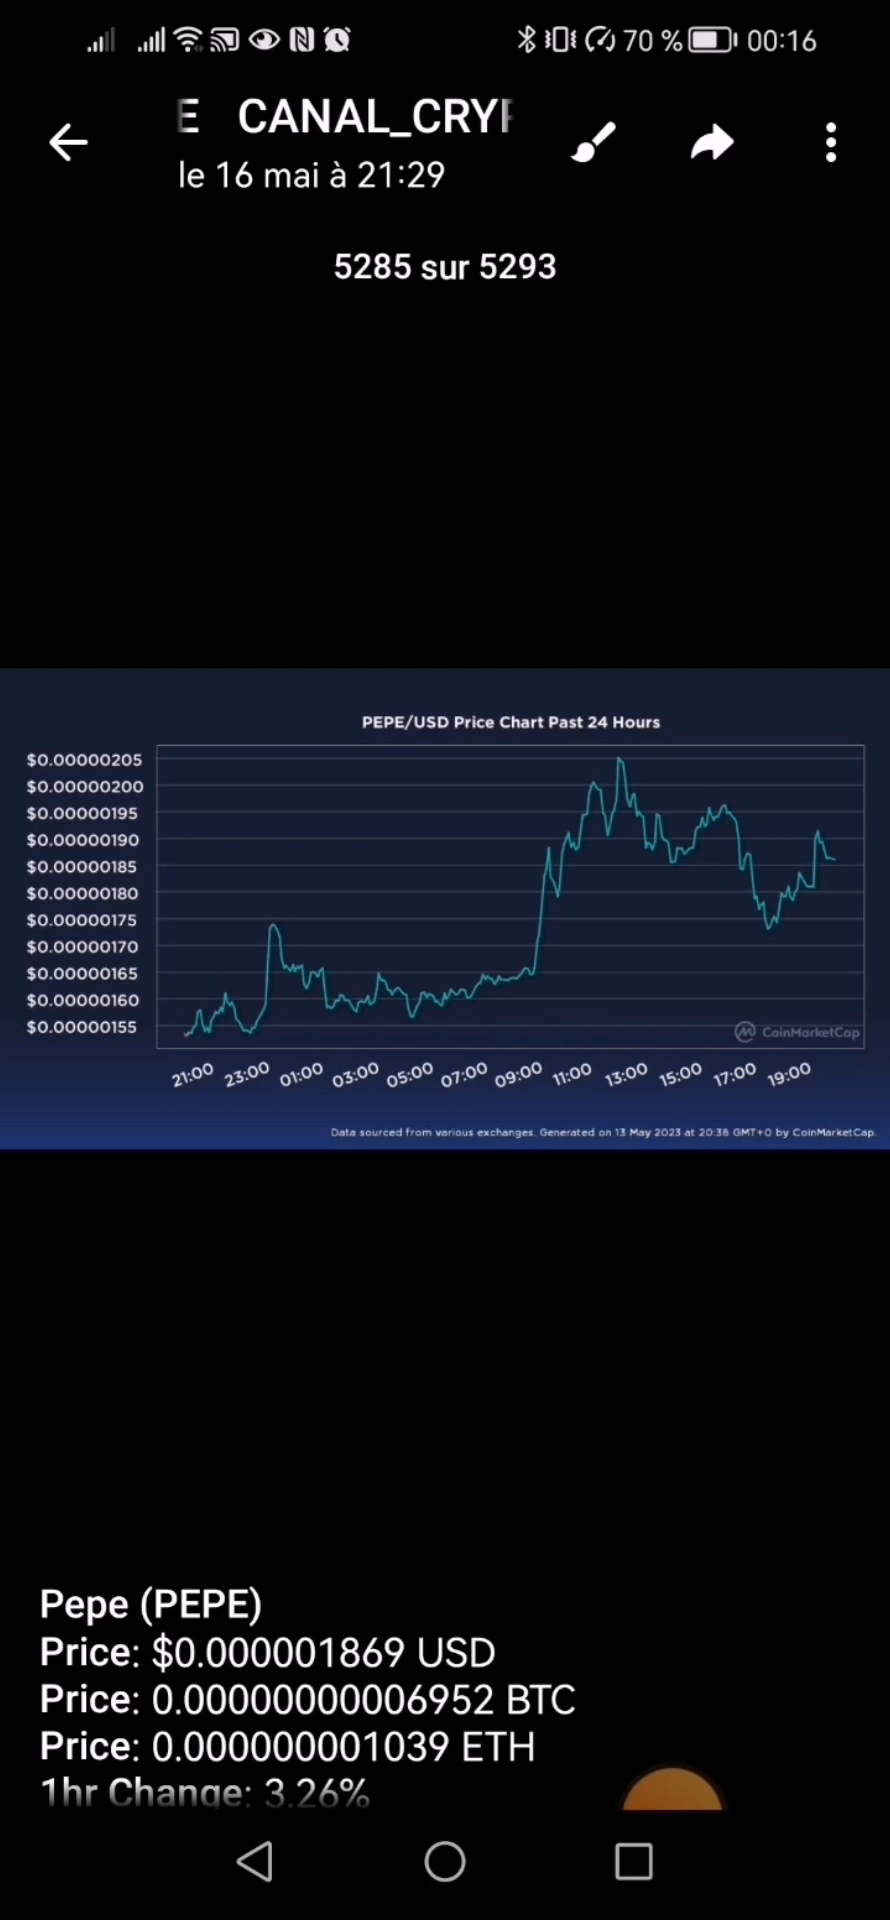 70 % 00:16
E CANAL_CRY
le 16 mai à 21:29
5285 sur 5293
PEPE/USD Price Chart Past 24 Hours
$0.00000205
$0.00000200
$0.00000195
$0.00000190
$0.00000185
$0.00000180
$0.00000175
$0.00000170
$0.00000165
$0.00000160
$0.00000155
CoinMarketCap
21:00 23:00 01:00 03:00 05:00 07:00 09:00 11:00 13:00 15:00 17:00 19:00
Data sourced from various exchanges. Generated on 13 May 2023 at 20:38 GMT+0 by CoinMarketCap.
Pepe (PEPE)
Price: $0.000001869 USD
Price: 0.00000000006952 BTC
Price: 0.000000001039 ETH
1hr Change: 3.26%